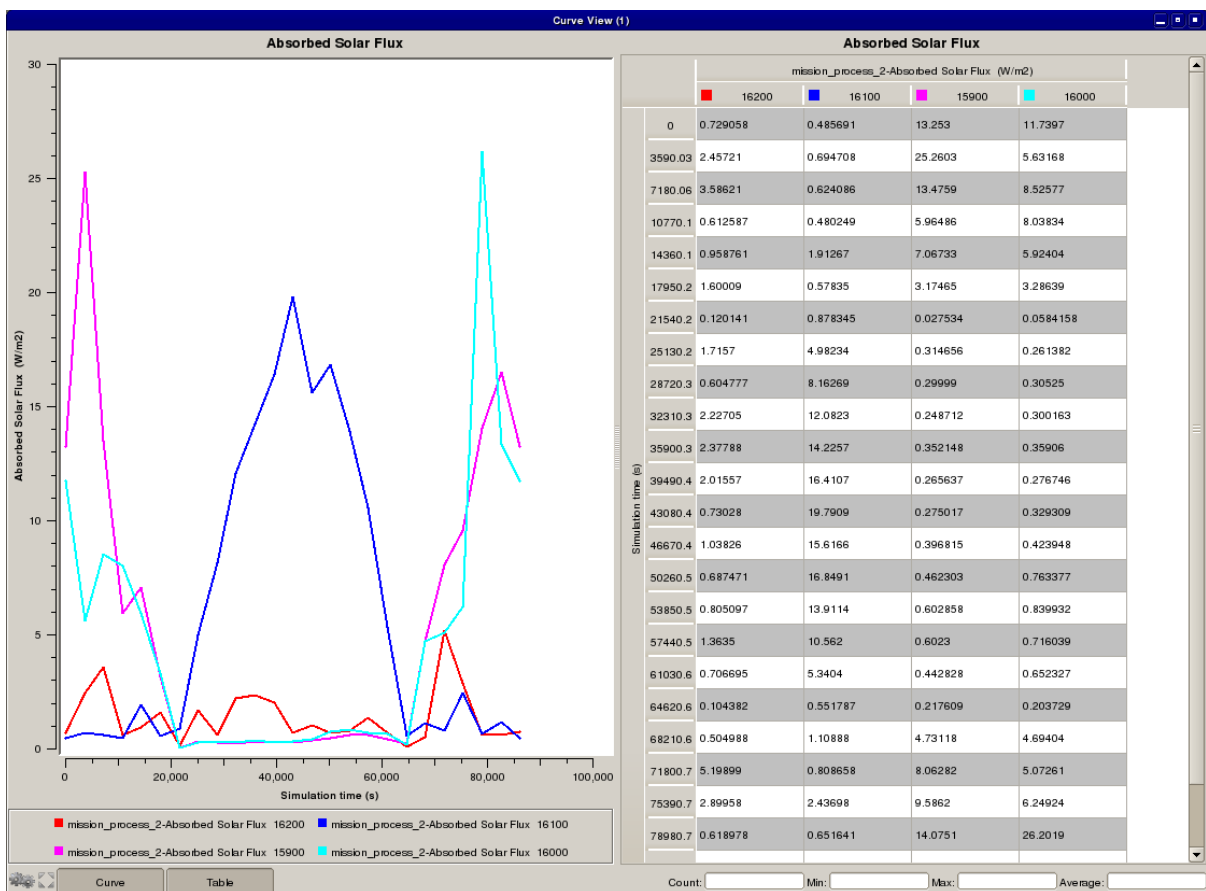 Curve View (1)
Absorbed Solar Flux
30
25
20
15
10
5
0
Absorbed Solar Flux (W/m2)
0 20,000 40,000 60,000 80,000 100,000
Simulation time (s)
mission_process_2-Absorbed Solar Flux 16200 mission_process_2-Absorbed Solar Flux 16100
mission_process_2-Absorbed Solar Flux 15900 mission_process_2-Absorbed Solar Flux 16000
Curve Table
Absorbed Solar Flux
mission_process_2-Absorbed Solar Flux (W/m2)
16200 16100 15900 16000
Simulation time (s)
0 0.729058 0.485691 13.253 11.7397
3590.03 2.45721 0.694708 25.2603 5.63168
7180.06 3.58621 0.624086 13.4759 8.52577
10770.1 0.612587 0.480249 5.96486 8.03834
14360.1 0.958761 1.91267 7.06733 5.92404
17950.2 1.60009 0.57835 3.17465 3.28639
21540.2 0.120141 0.878345 0.027534 0.0584158
25130.2 1.7157 4.98234 0.314656 0.261382
28720.3 0.604777 8.16269 0.29999 0.30525
32310.3 2.22705 12.0823 0.248712 0.300163
35900.3 2.37788 14.2257 0.352148 0.35906
39490.4 2.01557 16.4107 0.265637 0.276746
43080.4 0.73028 19.7909 0.275017 0.329309
46670.4 1.03826 15.6166 0.396815 0.423948
50260.5 0.687471 16.8491 0.462303 0.763377
53850.5 0.805097 13.9114 0.602858 0.839932
57440.5 1.3635 10.562 0.6023 0.716039
61030.6 0.706695 5.3404 0.442828 0.652327
64620.6 0.104382 0.551787 0.217609 0.203729
68210.6 0.504988 1.10888 4.73118 4.69404
71800.7 5.19899 0.808658 8.06282 5.07261
75390.7 2.89958 2.43698 9.5862 6.24924
78980.7 0.618978 0.651641 14.0751 26.2019
Count: Min: Max: Average: